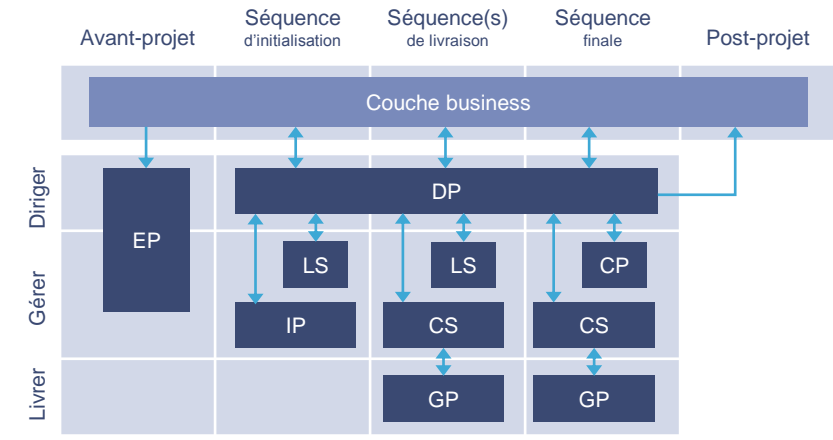 Avant-projet
Séquence
d'initialisation
Séquence(s)
de livraison
Séquence
finale
Post-projet
Couche business
Diriger
EP
DP
Gérer
LS
LS
CP
IP
CS
CS
Livrer
GP
GP